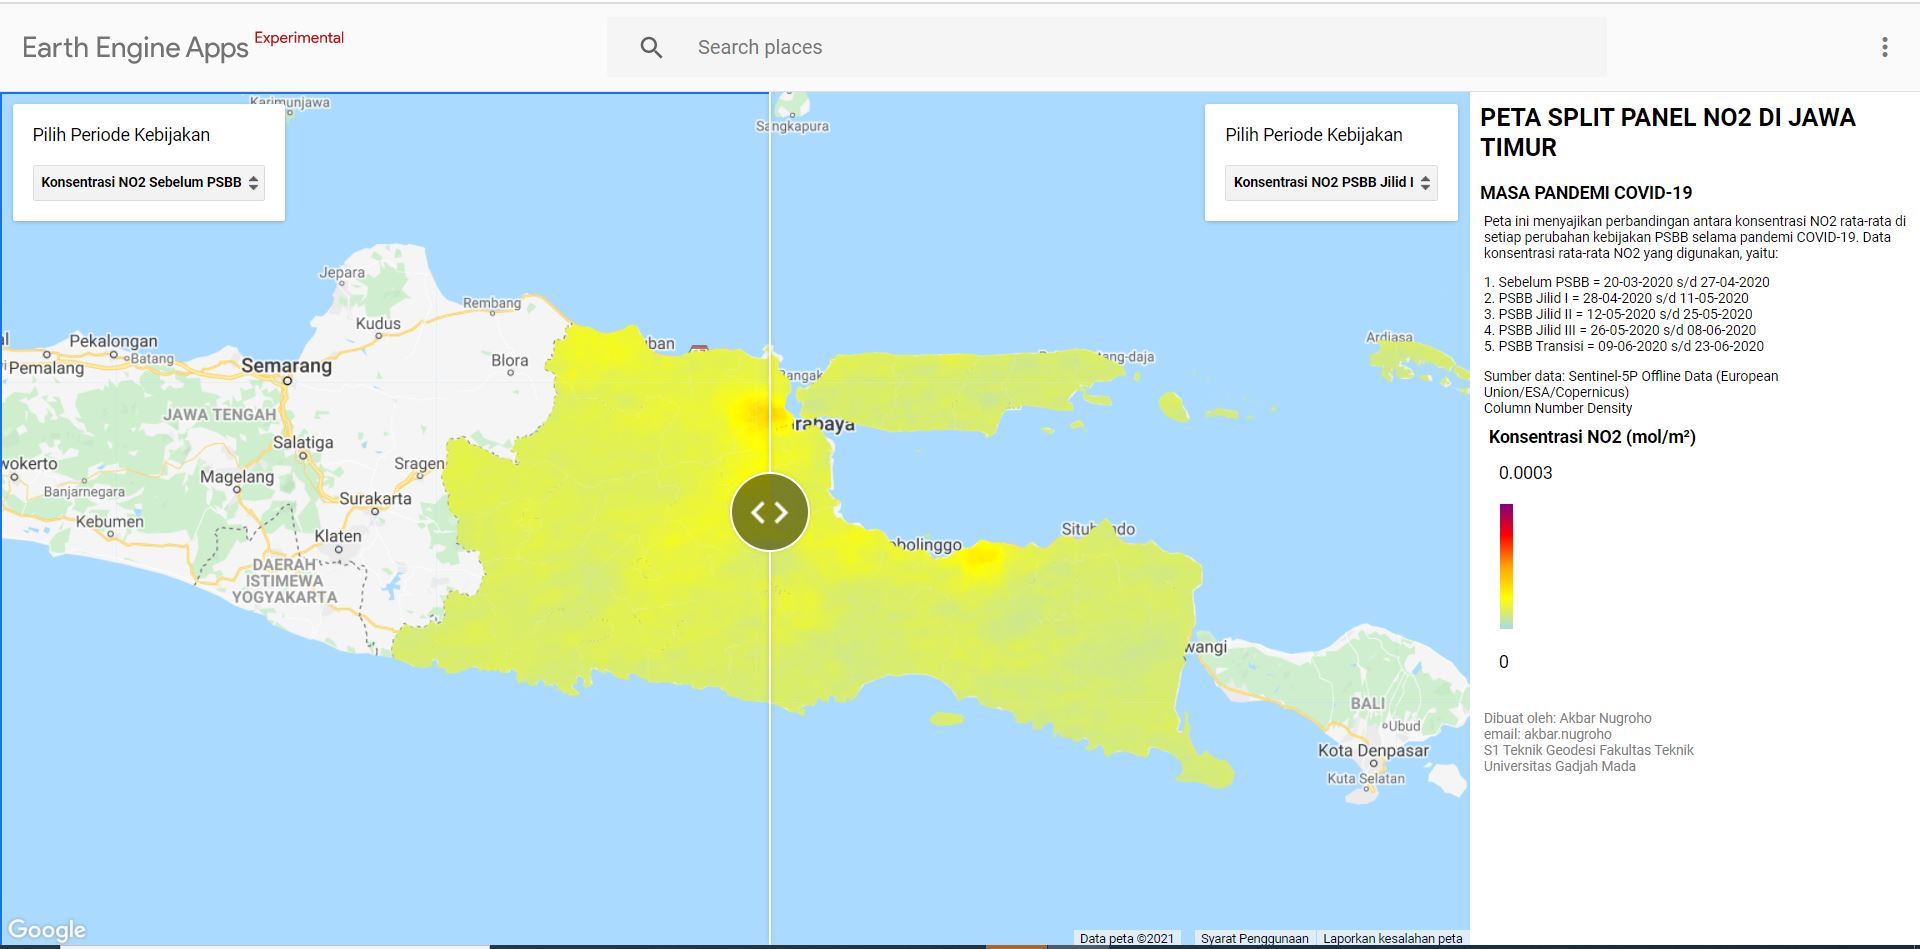 Earth Engine Apps Experimental
Search places
Pilih Periode Kebijakan
Konsentrasi NO2 Sebelum PSBB
Karimunjawa
Sangkapura
Pilih Periode Kebijakan
Konsentrasi NO2 PSBB Jilid I
Jepara
Rembang
Kudus
Pekalongan
Batang
Pemalang
Semarang
Blora
Ardiasa
JAWA TENGAH
Salatiga
Sragen
Magelang
Banjarnegara
Surakarta
Kebumen
Klaten
DAERAH
ISTIMEWA
YOGYAKARTA
BALI
Ubud
Kota Denpasar
Kuta Selatan
Google
Data peta ©2021
Syarat Penggunaan
Laporkan kesalahan peta
PETA SPLIT PANEL NO2 DI JAWA
TIMUR
MASA PANDEMI COVID-19
Peta ini menyajikan perbandingan antara konsentrasi NO2 rata-rata di
setiap perubahan kebijakan PSBB selama pandemi COVID-19. Data
konsentrasi rata-rata NO2 yang digunakan, yaitu:
1. Sebelum PSBB = 20-03-2020 s/d 27-04-2020
2. PSBB Jilid I = 28-04-2020 s/d 11-05-2020
3. PSBB Jilid II = 12-05-2020 s/d 25-05-2020
4. PSBB Jilid III = 26-05-2020 s/d 08-06-2020
5. PSBB Transisi = 09-06-2020 s/d 23-06-2020
Sumber data: Sentinel-5P Offline Data (European
Union/ESA/Copernicus)
Column Number Density
Konsentrasi NO2 (mol/m²)
0.0003
0
Dibuat oleh: Akbar Nugroho
email: akbar.nugroho
S1 Teknik Geodesi Fakultas Teknik
Universitas Gadjah Mada